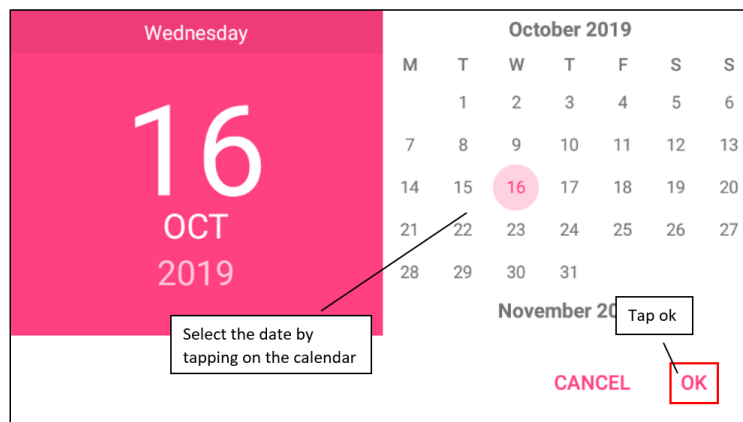 Wednesday
16
OCT
2019
October 2019
M T W T F S S
1 2 3 4 5 6
7 8 9 10 11 12 13
14 15 16 17 18 19 20
21 22 23 24 25 26 27
28 29 30 31
November 20
Select the date by
tapping on the calendar
Tap ok
CANCEL OK